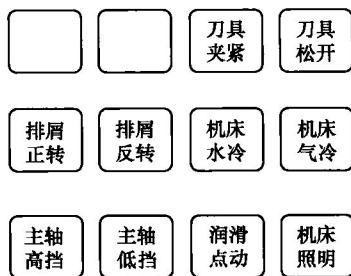 刀具
夹紧
刀具
松开
排屑
正转
排屑
反转
机床
水冷
机床
气冷
主轴
高挡
主轴
低挡
润滑
点动
机床
照明